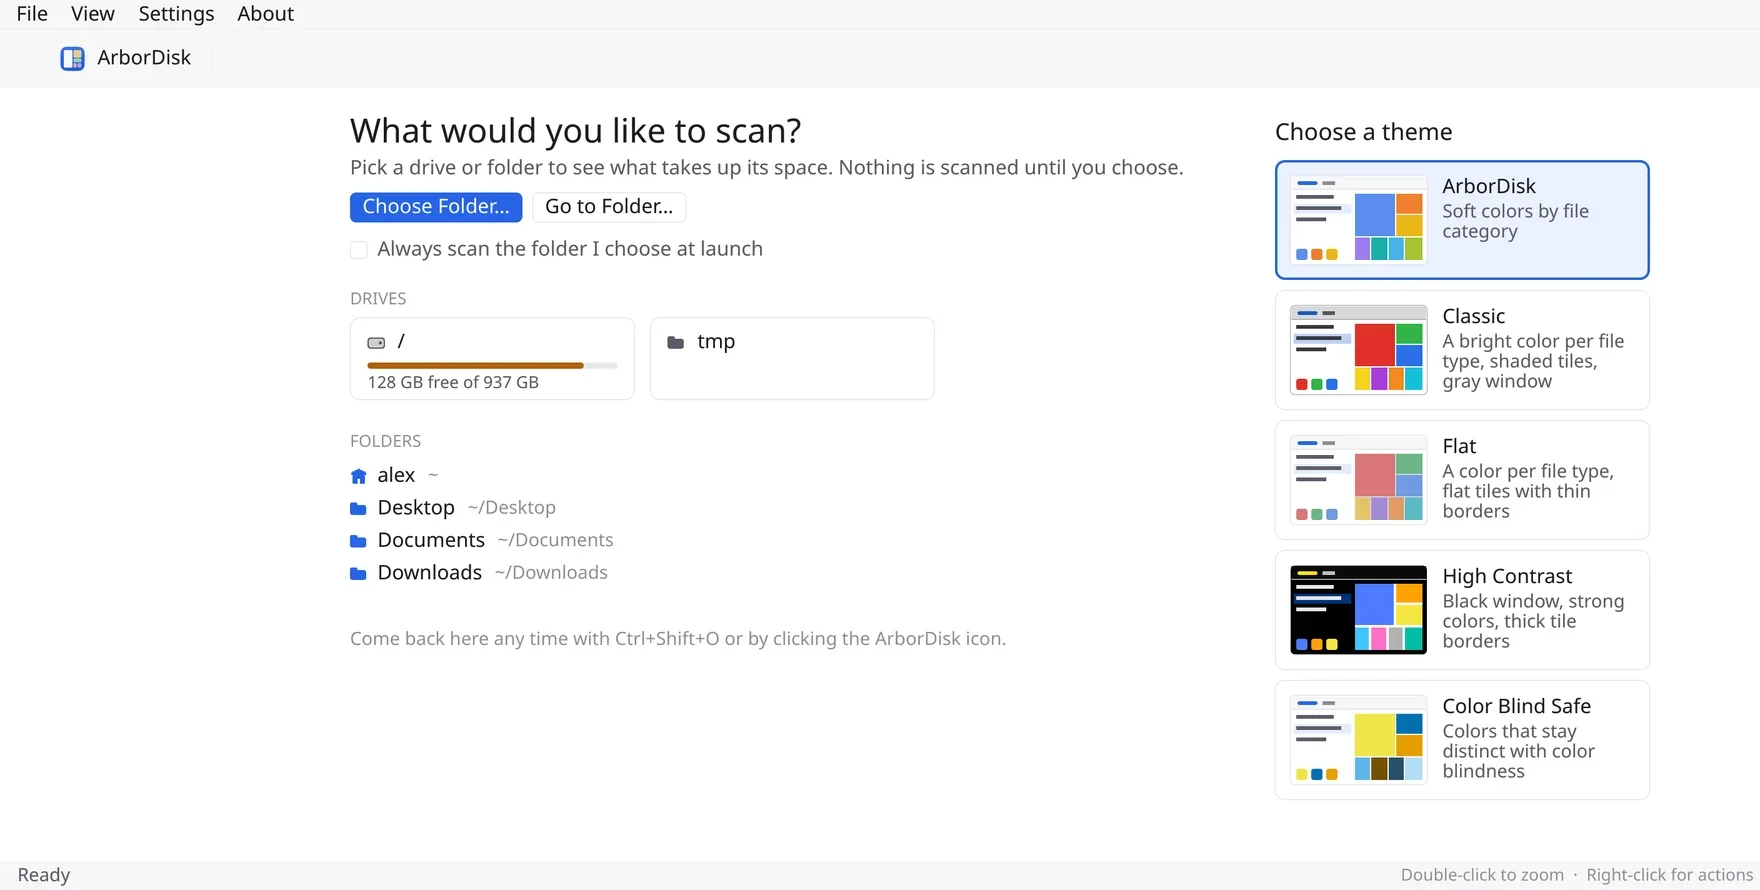 File View Settings About
ArborDisk
What would you like to scan?
Pick a drive or folder to see what takes up its space. Nothing is scanned until you choose.
Choose Folder... Go to Folder...
Always scan the folder I choose at launch
DRIVES
/
128 GB free of 937 GB
tmp
FOLDERS
alex ~
Desktop ~/Desktop
Documents ~/Documents
Downloads ~/Downloads
Come back here any time with Ctrl+Shift+O or by clicking the ArborDisk icon.
Choose a theme
ArborDisk
Soft colors by file
category
Classic
A bright color per file
type, shaded tiles,
gray window
Flat
A color per file type,
flat tiles with thin
borders
High Contrast
Black window, strong
colors, thick tile
borders
Color Blind Safe
Colors that stay
distinct with color
blindness
Ready
Double-click to zoom · Right-click for actions